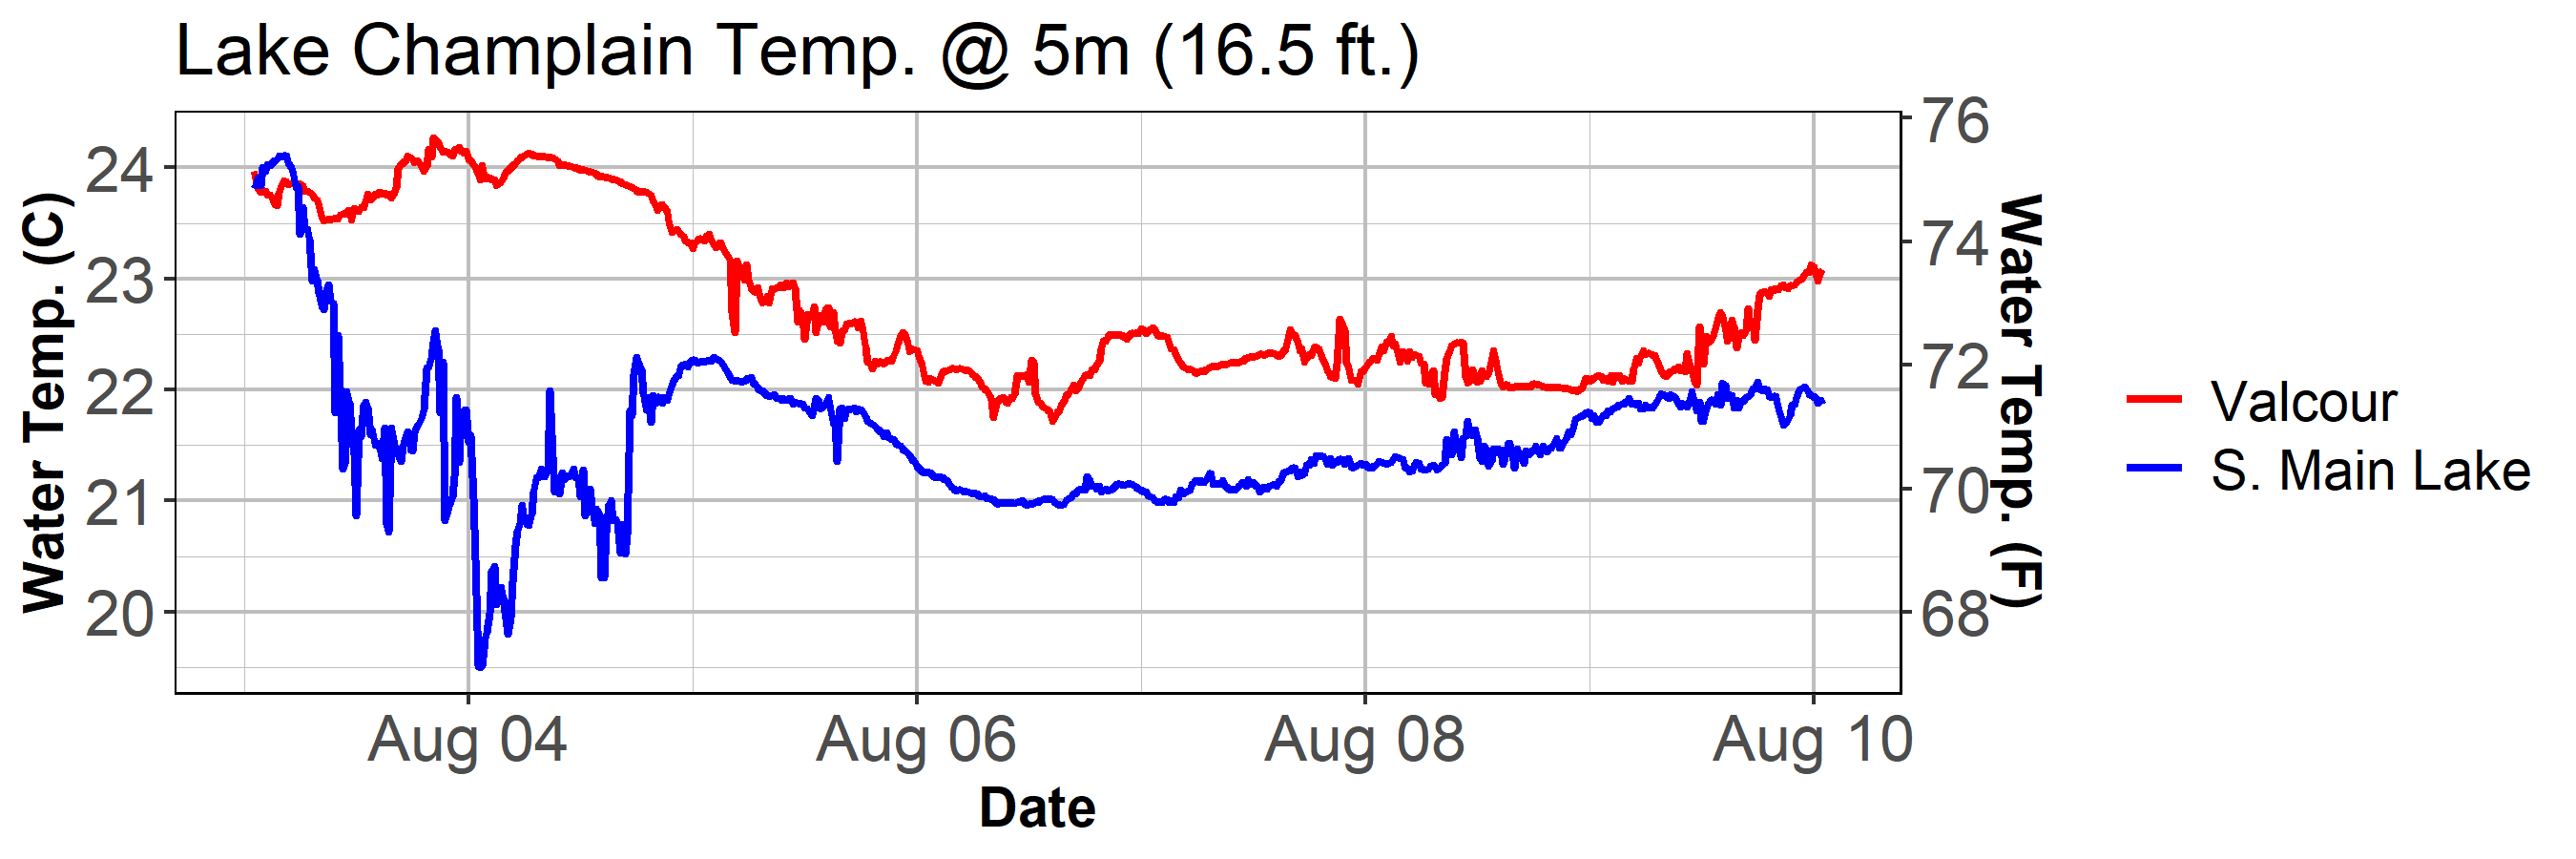 Lake Champlain Temp. @ 5m (16.5 ft.)
Water Temp. (C)
24
23
22
21
20
76
74
72
70
68
Water Temp. (F)
Valcour
S. Main Lake
Aug 04 Aug 06 Aug 08 Aug 10
Date